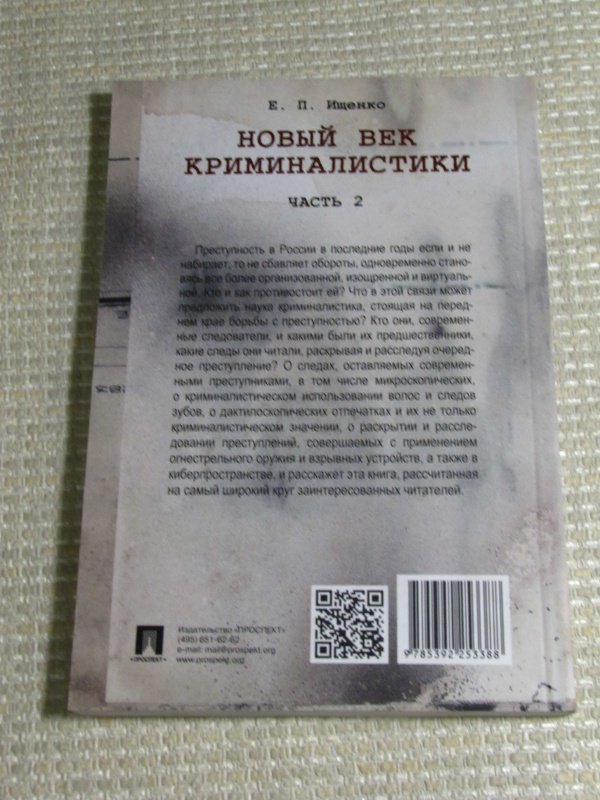 Е. П. Ищенко
НОВЫЙ ВЕК
КРИМИНАЛИСТИКИ
ЧАСТЬ 2
Преступность в России в последние годы если и не
набирает, то не сбавляет обороты, одновременно стано-
вясь все более организованной, изощренной и виртуаль-
ной. Кто и как противостоит ей? Что в этой связи может
предложить наука криминалистика, стоящая на перед-
нем крае борьбы с преступностью? Кто они, современ-
ные следователи, и какими были их предшественники,
какие следы они читали, раскрывая и расследуя очеред-
ное преступление? О следах, оставляемых современ-
ными преступниками, в том числе микроскопических,
о криминалистическом использовании волос и следов
зубов, о дактилоскопических отпечатках и их не только
криминалистическом значении, о раскрытии и рассле-
довании преступлений, совершаемых с применением
огнестрельного оружия и взрывных устройств, а также в
киберпространстве, и расскажет эта книга, рассчитанная
на самый широкий круг заинтересованных читателей.
«ПРОСПЕКТ»
Издательство «ПРОСПЕКТ»
(495) 651-62-62
e-mail: mail@prospekt.org
www.prospekt.org
9 785392 253388